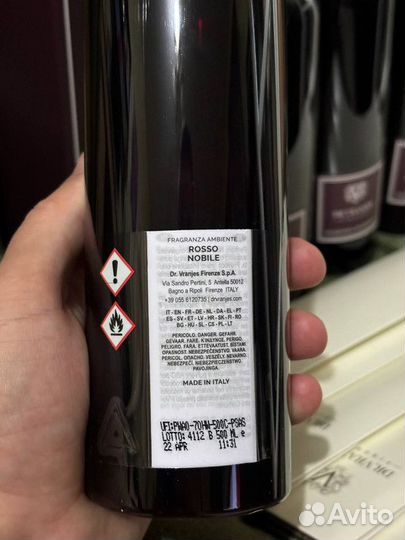 FRAGRANZA AMBIENTE
ROSSO
NOBILE
Dr. Vranjes Firenze S.p.A.
Via Sandro Pertini, 5 Antella 50012
Bagno a Ripoli Firenze ITALY
+39 055 6120735 | drvranjes.com
IT - EN - FR - DE - NL - DA - EL - PT
ES - SV - ET - LV - HR - SK - FI - RO
BG - HU - SL - CS - PL - LT
PERICOLO. DANGER. GEFAHR.
GEVAAR. FARE. ΚΊΝΔΥΝΟΣ. PERIGO.
PELIGRO. FARA. ETTEVAATUST. BĪSTAMI.
OPASNOST. NEBEZPEČENSTVO. VAARA.
PERICOL. ОПАСНО. VESZÉLY. NEVARNO.
NEBEZPEČÍ. NIEBEZPIECZEŃSTWO.
PAVOJINGA.
MADE IN ITALY
LOTTO: 4112 B 500 ML e
22 APR 11:31
Avito